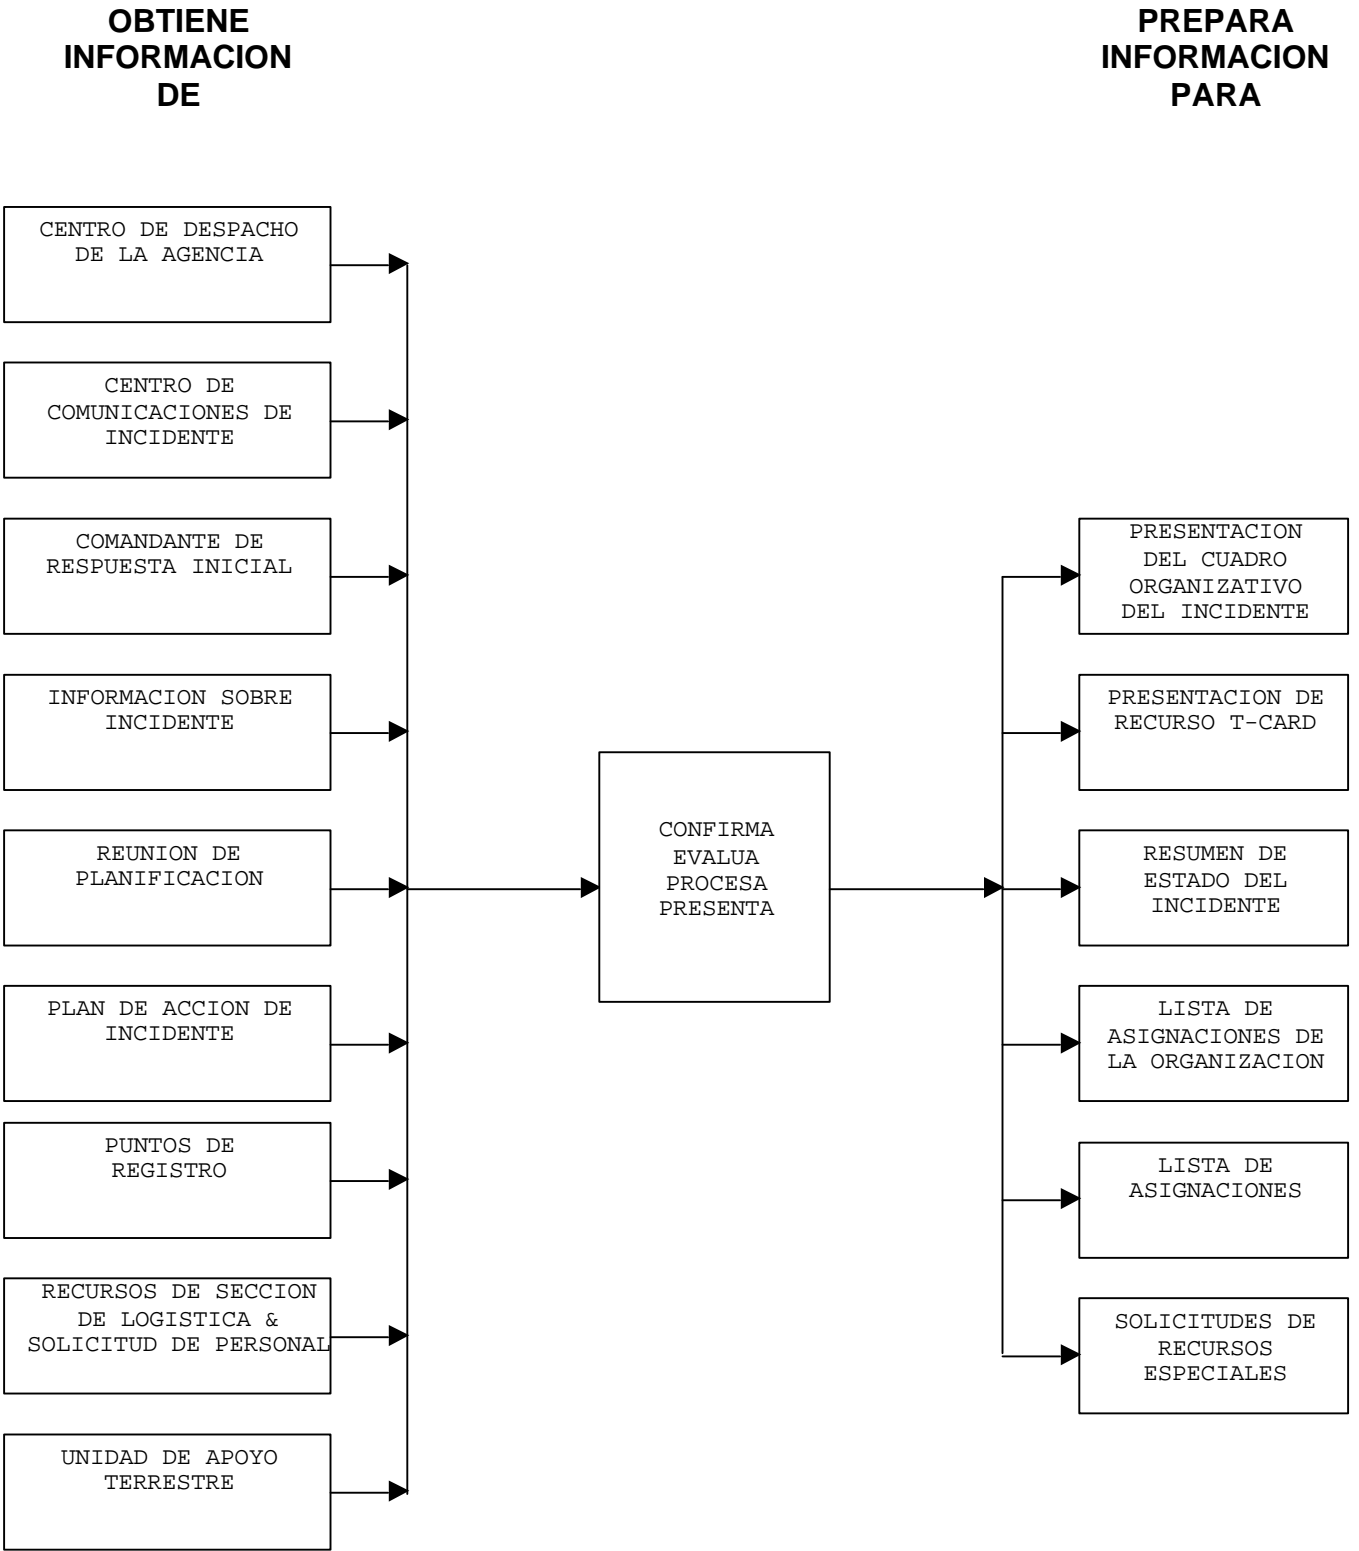 OBTIENE
INFORMACION
DE
PREPARA
INFORMACION
PARA
CENTRO DE DESPACHO
DE LA AGENCIA
CENTRO DE
COMUNICACIONES DE
INCIDENTE
COMANDANTE DE
RESPUESTA INICIAL
INFORMACION SOBRE
INCIDENTE
REUNION DE
PLANIFICACION
PLAN DE ACCION DE
INCIDENTE
PUNTOS DE
REGISTRO
RECURSOS DE SECCION
DE LOGISTICA &
SOLICITUD DE PERSONAL
UNIDAD DE APOYO
TERRESTRE
CONFIRMA
EVALUA
PROCESA
PRESENTA
PRESENTACION
DEL CUADRO
ORGANIZATIVO
DEL INCIDENTE
PRESENTACION DE
RECURSO T-CARD
RESUMEN DE
ESTADO DEL
INCIDENTE
LISTA DE
ASIGNACIONES DE
LA ORGANIZACION
LISTA DE
ASIGNACIONES
SOLICITUDES DE
RECURSOS
ESPECIALES